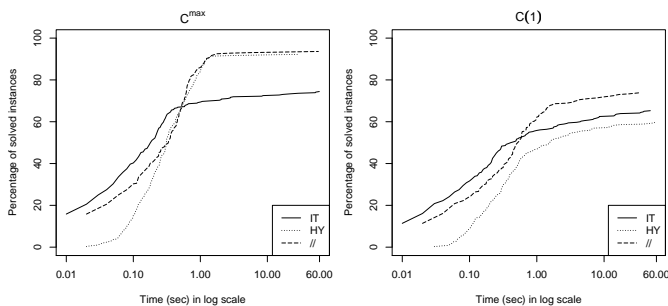 C^max
Percentage of solved instances
100
80
60
40
20
0
0.01 0.10 1.00 10.00 60.00
Time (sec) in log scale
IT
HY
//
C(1)
Percentage of solved instances
100
80
60
40
20
0
0.01 0.10 1.00 10.00 60.00
Time (sec) in log scale
IT
HY
//